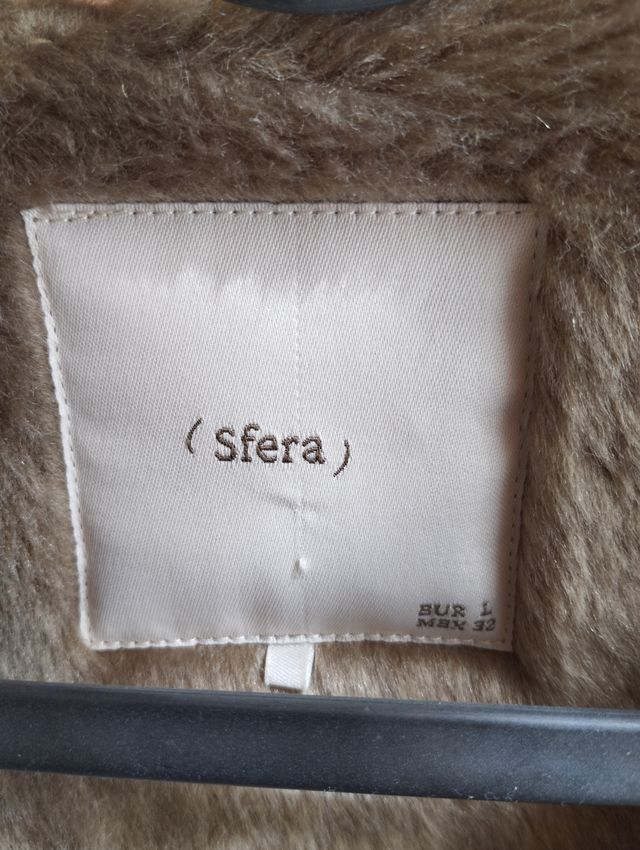 ( Sfera )
EUR L
MEX 32